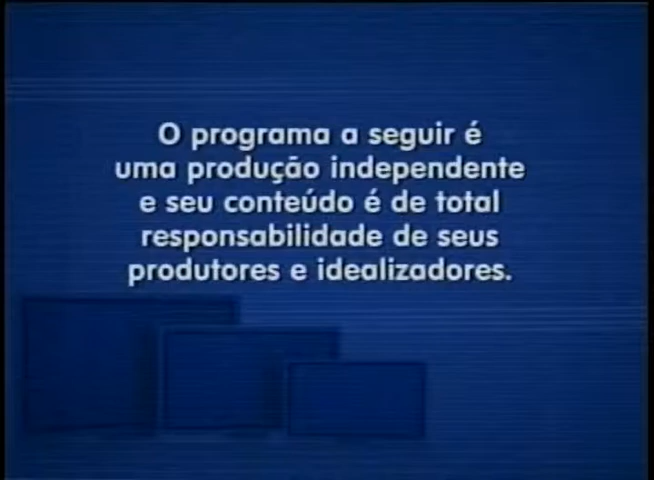 O programa a seguir é
uma produção independente
e seu conteúdo é de total
responsabilidade de seus
produtores e idealizadores.